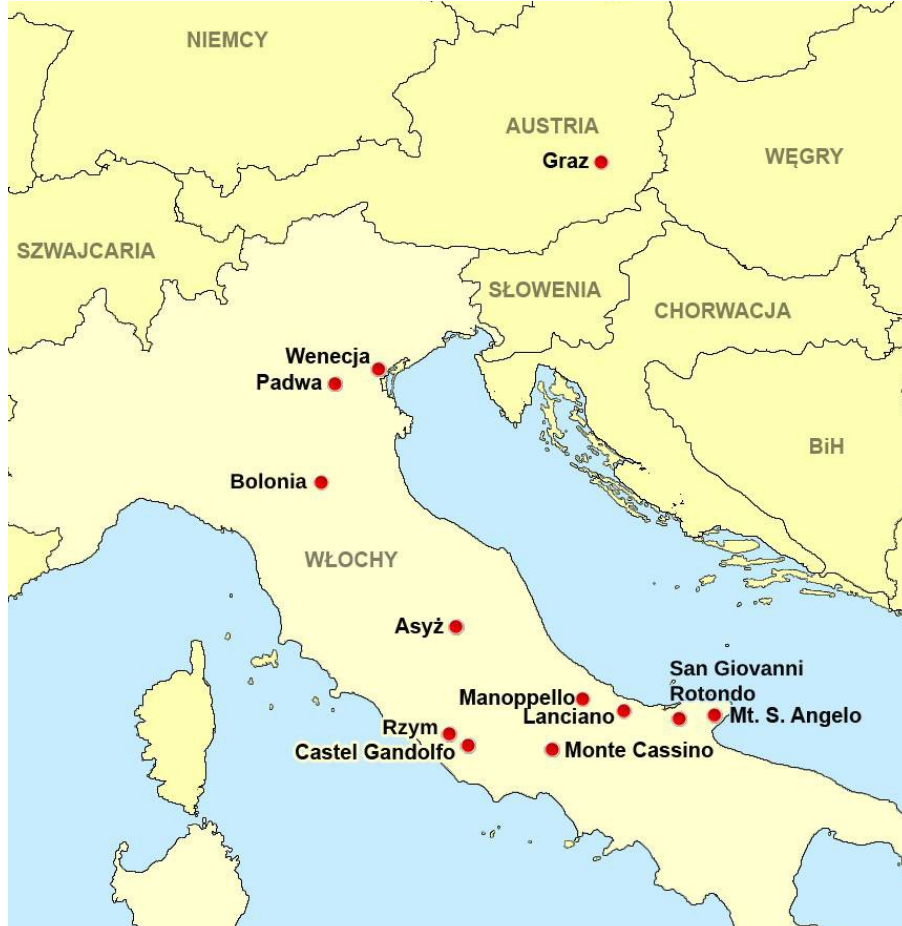 NIEMCY
AUSTRIA
Graz
WĘGRY
SZWAJCARIA
SŁOWENIA
CHORWACJA
Wenecja
Padwa
BiH
Bolonia
WŁOCHY
Asyż
San Giovanni
Rotondo
Manoppello
Lanciano
Mt. S. Angelo
Rzym
Castel Gandolfo
Monte Cassino